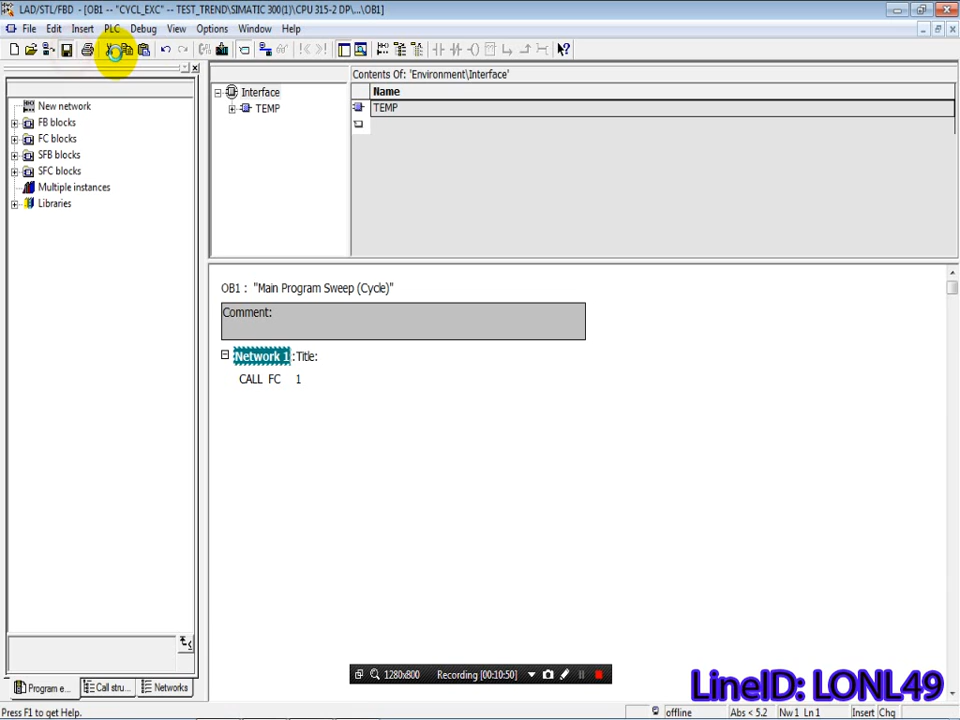 LAD/STL/FBD - [OB1 -- "CYCL_EXC" -- TEST_TREND\SIMATIC 300(1)\CPU 315-2 DP\...\OB1]
File Edit Insert PLC Debug View Options Window Help
New network
FB blocks
FC blocks
SFB blocks
SFC blocks
Multiple instances
Libraries
Interface
TEMP
Contents Of: 'Environment\Interface'
Name
TEMP
OB1 : "Main Program Sweep (Cycle)"
Comment:
Network 1 : Title:
CALL FC 1
1280x800 Recording [00:10:50]
Program e... Call stru... Networks
LineID: LONL49
Press F1 to get Help.
offline Abs < 5.2 Nw 1 Ln 1 Insert Chg